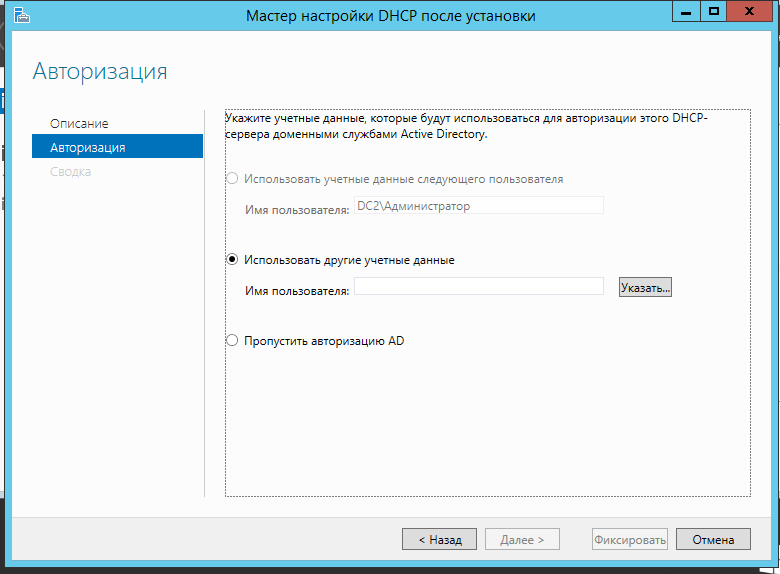 Мастер настройки DHCP после установки
Авторизация
Описание
Авторизация
Сводка
Укажите учетные данные, которые будут использоваться для авторизации этого DHCP-
сервера доменными службами Active Directory.
Использовать учетные данные следующего пользователя
Имя пользователя: DC2\Администратор
Использовать другие учетные данные
Имя пользователя:
Указать...
Пропустить авторизацию AD
< Назад
Далее >
Фиксировать
Отмена